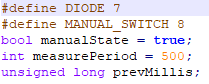 #define DIODE 7
#define MANUAL_SWITCH 8
bool manualState = true;
int measurePeriod = 500;
unsigned long prevMillis;